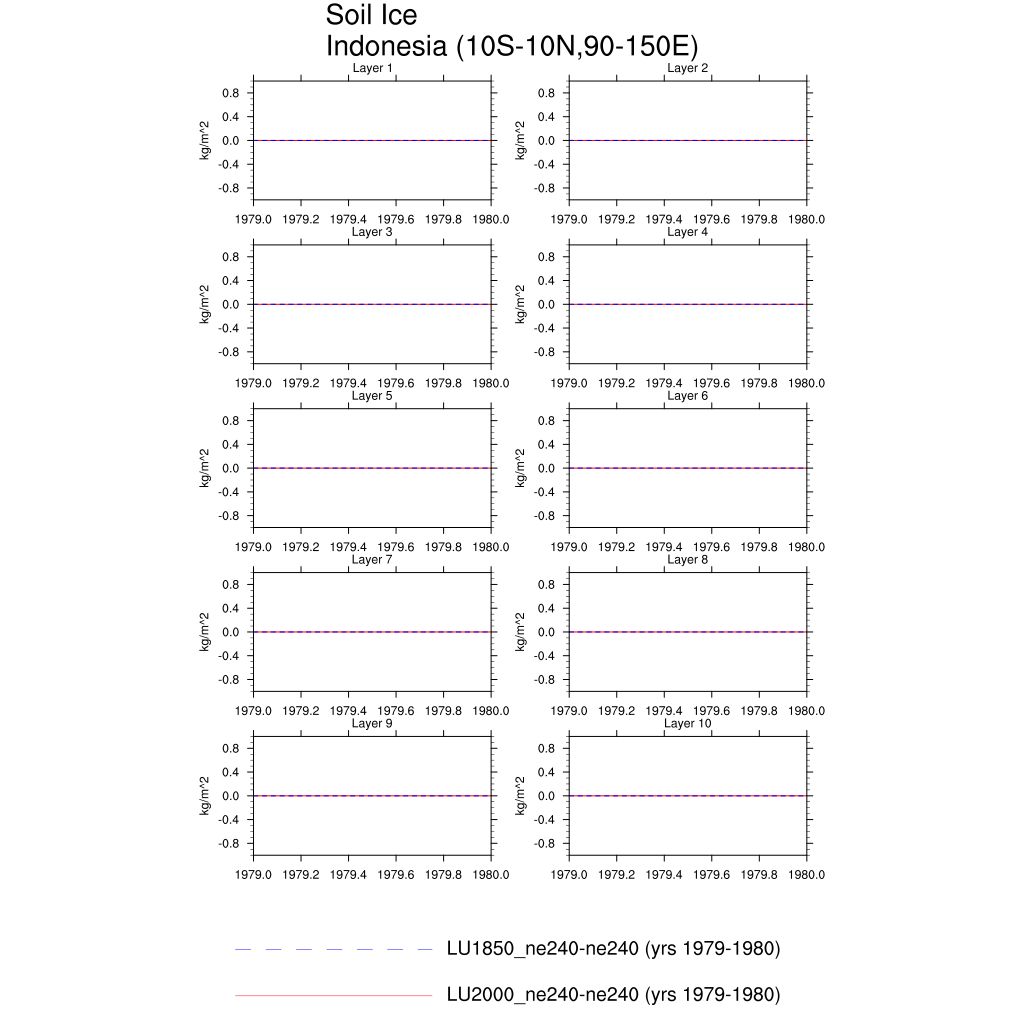 Soil Ice
Indonesia (10S-10N,90-150E)
Layer 1
Layer 2
0.8
0.4
0.0
-0.4
-0.8
kg/m^2
1979.0 1979.2 1979.4 1979.6 1979.8 1980.0
0.8
0.4
0.0
-0.4
-0.8
kg/m^2
1979.0 1979.2 1979.4 1979.6 1979.8 1980.0
Layer 3
Layer 4
0.8
0.4
0.0
-0.4
-0.8
kg/m^2
1979.0 1979.2 1979.4 1979.6 1979.8 1980.0
0.8
0.4
0.0
-0.4
-0.8
kg/m^2
1979.0 1979.2 1979.4 1979.6 1979.8 1980.0
Layer 5
Layer 6
0.8
0.4
0.0
-0.4
-0.8
kg/m^2
1979.0 1979.2 1979.4 1979.6 1979.8 1980.0
0.8
0.4
0.0
-0.4
-0.8
kg/m^2
1979.0 1979.2 1979.4 1979.6 1979.8 1980.0
Layer 7
Layer 8
0.8
0.4
0.0
-0.4
-0.8
kg/m^2
1979.0 1979.2 1979.4 1979.6 1979.8 1980.0
0.8
0.4
0.0
-0.4
-0.8
kg/m^2
1979.0 1979.2 1979.4 1979.6 1979.8 1980.0
Layer 9
Layer 10
0.8
0.4
0.0
-0.4
-0.8
kg/m^2
1979.0 1979.2 1979.4 1979.6 1979.8 1980.0
0.8
0.4
0.0
-0.4
-0.8
kg/m^2
1979.0 1979.2 1979.4 1979.6 1979.8 1980.0
LU1850_ne240-ne240 (yrs 1979-1980)
LU2000_ne240-ne240 (yrs 1979-1980)